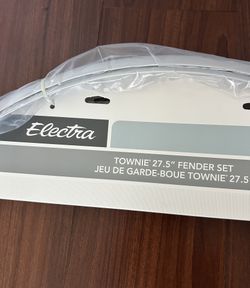 Electra
TOWNIE® 27.5" FENDER SET
JEU DE GARDE-BOUE TOWNIE® 27.5